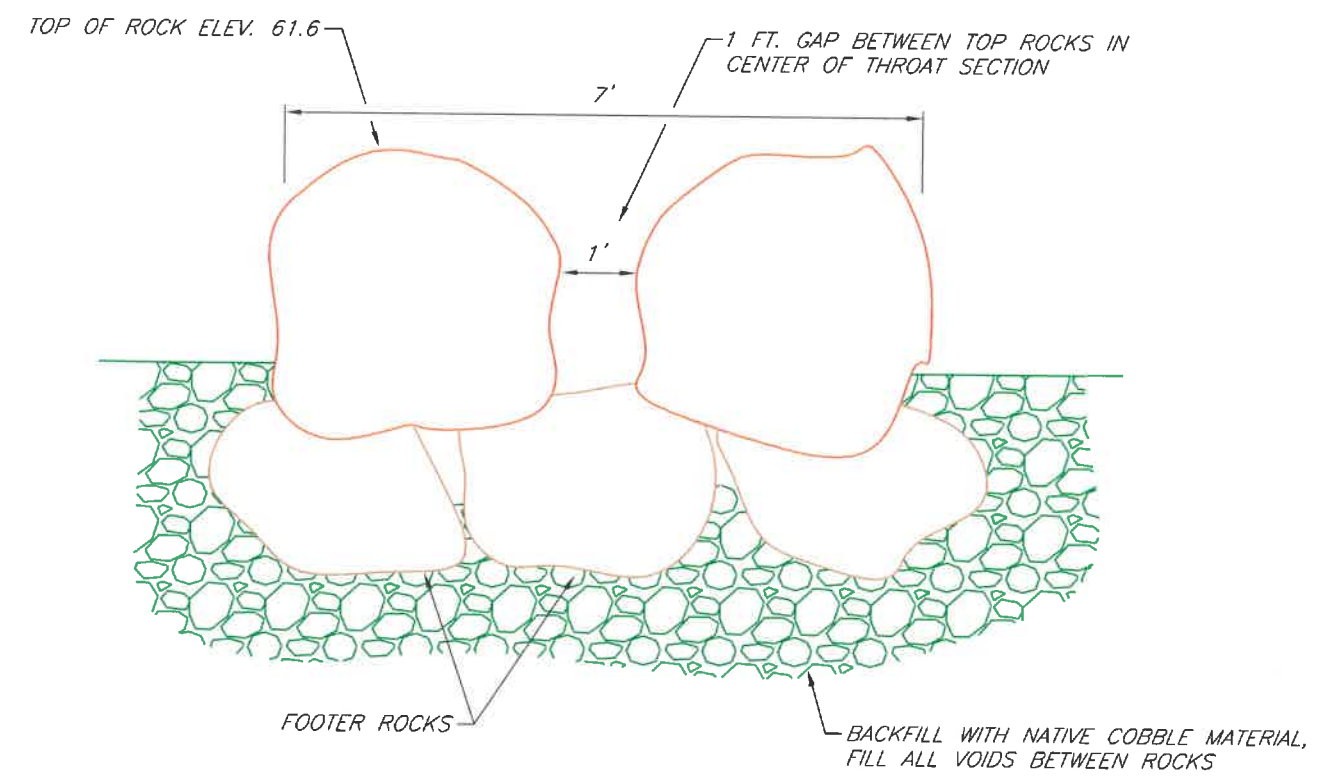 TOP OF ROCK ELEV. 61.6
1 FT. GAP BETWEEN TOP ROCKS IN
CENTER OF THROAT SECTION
7'
1'
FOOTER ROCKS
BACKFILL WITH NATIVE COBBLE MATERIAL,
FILL ALL VOIDS BETWEEN ROCKS